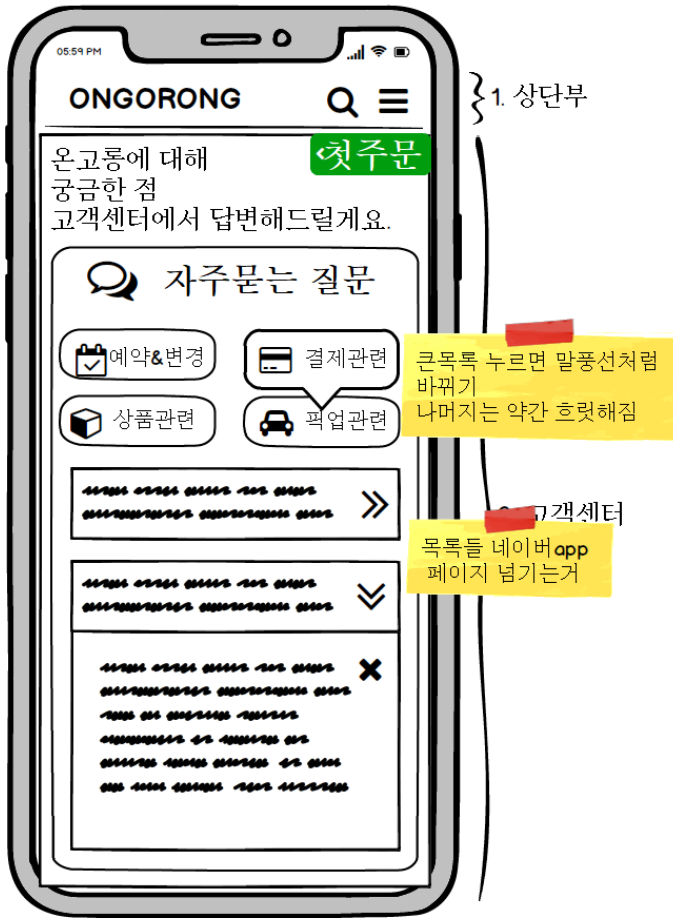 05:59 PM
ONGORONG
1. 상단부
온고롱에 대해
궁금한 점
고객센터에서 답변해드릴게요.
첫주문
자주묻는 질문
예약&변경
결제관련
상품관련
픽업관련
큰목록 누르면 말풍선처럼
바뀌기
나머지는 약간 흐릿해짐
고객센터
목록들 네이버app
페이지 넘기는거